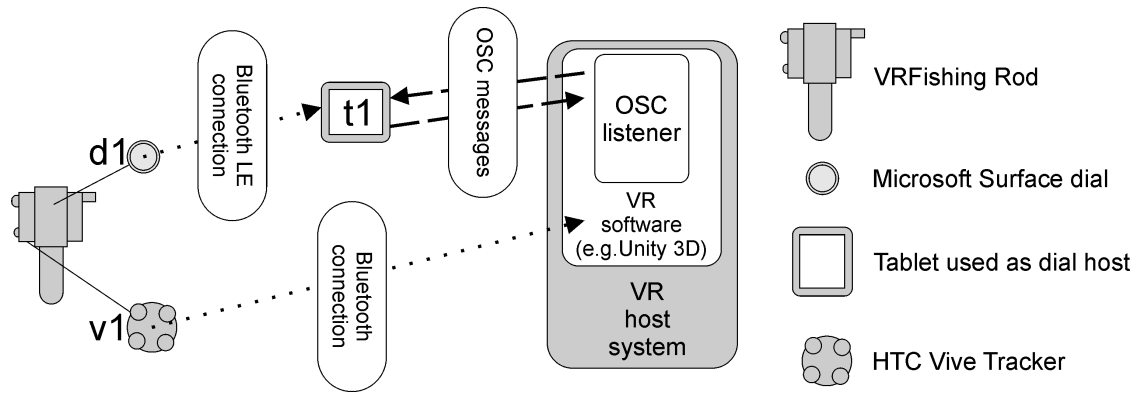 d1
v1
Bluetooth LE
connection
t1
OSC messages
Bluetooth
connection
OSC
listener
VR
software
(e.g.Unity 3D)
VR
host
system
VRFishing Rod
Microsoft Surface dial
Tablet used as dial host
HTC Vive Tracker